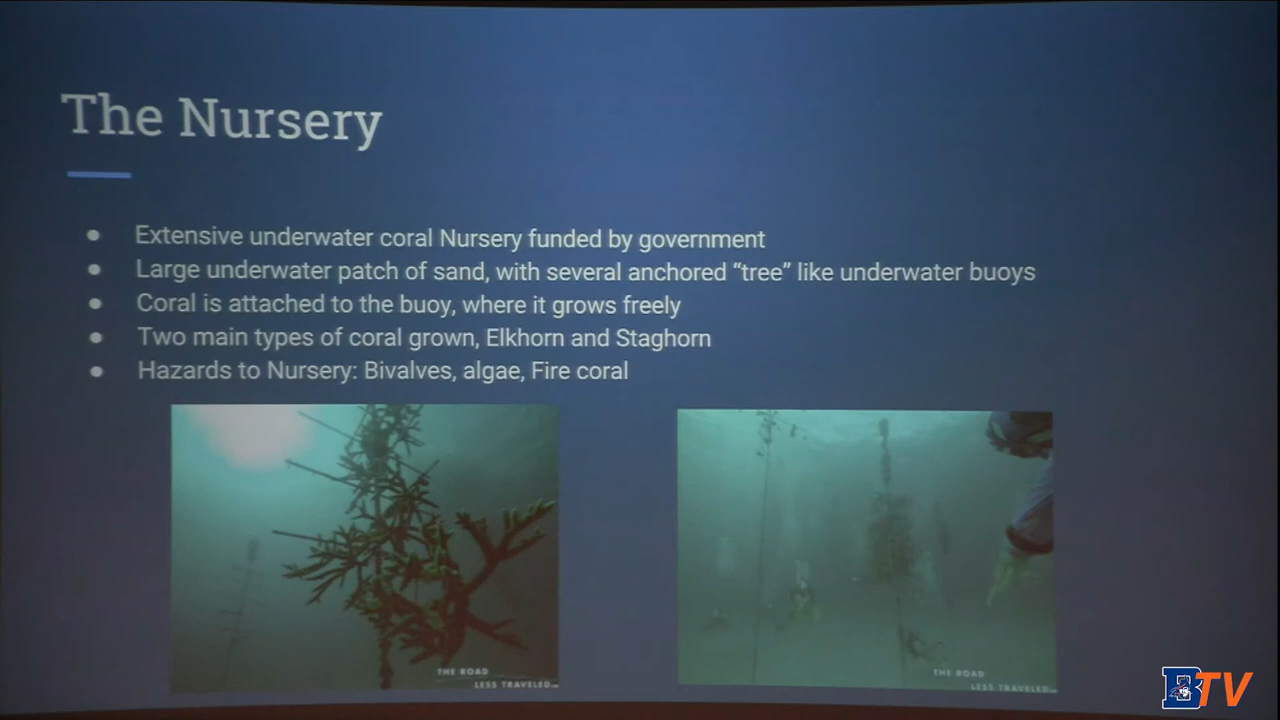 The Nursery
Extensive underwater coral Nursery funded by government
Large underwater patch of sand, with several anchored “tree” like underwater buoys
Coral is attached to the buoy, where it grows freely
Two main types of coral grown, Elkhorn and Staghorn
Hazards to Nursery: Bivalves, algae, Fire coral
THE ROAD
LESS TRAVELED
THE ROAD
LESS TRAVELED
BTV